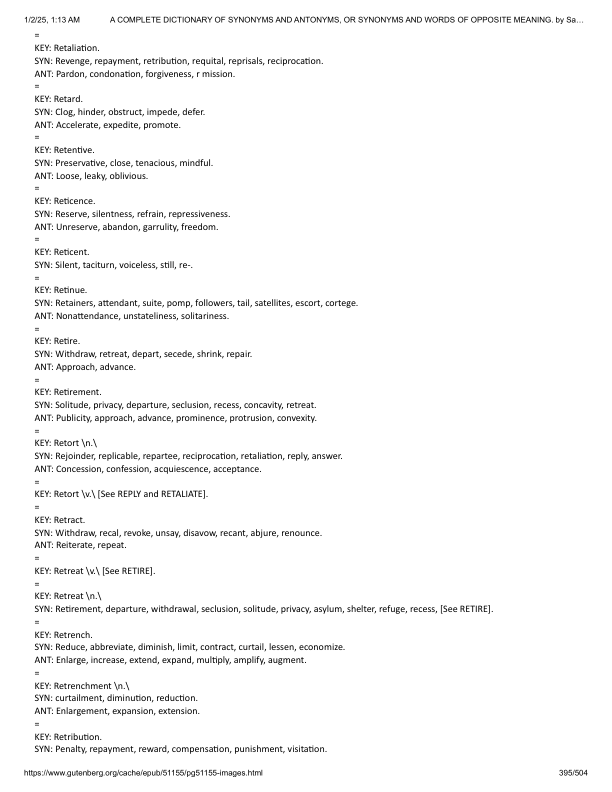 1/2/25, 1:13 AM A COMPLETE DICTIONARY OF SYNONYMS AND ANTONYMS, OR SYNONYMS AND WORDS OF OPPOSITE MEANING. by Sa…
=
KEY: Retaliation.
SYN: Revenge, repayment, retribution, requital, reprisals, reciprocation.
ANT: Pardon, condonation, forgiveness, r mission.
=
KEY: Retard.
SYN: Clog, hinder, obstruct, impede, defer.
ANT: Accelerate, expedite, promote.
=
KEY: Retentive.
SYN: Preservative, close, tenacious, mindful.
ANT: Loose, leaky, oblivious.
=
KEY: Reticence.
SYN: Reserve, silentness, refrain, repressiveness.
ANT: Unreserve, abandon, garrulity, freedom.
=
KEY: Reticent.
SYN: Silent, taciturn, voiceless, still, re-.
=
KEY: Retinue.
SYN: Retainers, attendant, suite, pomp, followers, tail, satellites, escort, cortege.
ANT: Nonattendance, unstateliness, solitariness.
=
KEY: Retire.
SYN: Withdraw, retreat, depart, secede, shrink, repair.
ANT: Approach, advance.
=
KEY: Retirement.
SYN: Solitude, privacy, departure, seclusion, recess, concavity, retreat.
ANT: Publicity, approach, advance, prominence, protrusion, convexity.
=
KEY: Retort \n.\
SYN: Rejoinder, replicable, repartee, reciprocation, retaliation, reply, answer.
ANT: Concession, confession, acquiescence, acceptance.
=
KEY: Retort \v.\ [See REPLY and RETALIATE].
=
KEY: Retract.
SYN: Withdraw, recal, revoke, unsay, disavow, recant, abjure, renounce.
ANT: Reiterate, repeat.
=
KEY: Retreat \v.\ [See RETIRE].
=
KEY: Retreat \n.\
SYN: Retirement, departure, withdrawal, seclusion, solitude, privacy, asylum, shelter, refuge, recess, [See RETIRE].
=
KEY: Retrench.
SYN: Reduce, abbreviate, diminish, limit, contract, curtail, lessen, economize.
ANT: Enlarge, increase, extend, expand, multiply, amplify, augment.
=
KEY: Retrenchment \n.\
SYN: curtailment, diminution, reduction.
ANT: Enlargement, expansion, extension.
=
KEY: Retribution.
SYN: Penalty, repayment, reward, compensation, punishment, visitation.
https://www.gutenberg.org/cache/epub/51155/pg51155-images.html 395/504